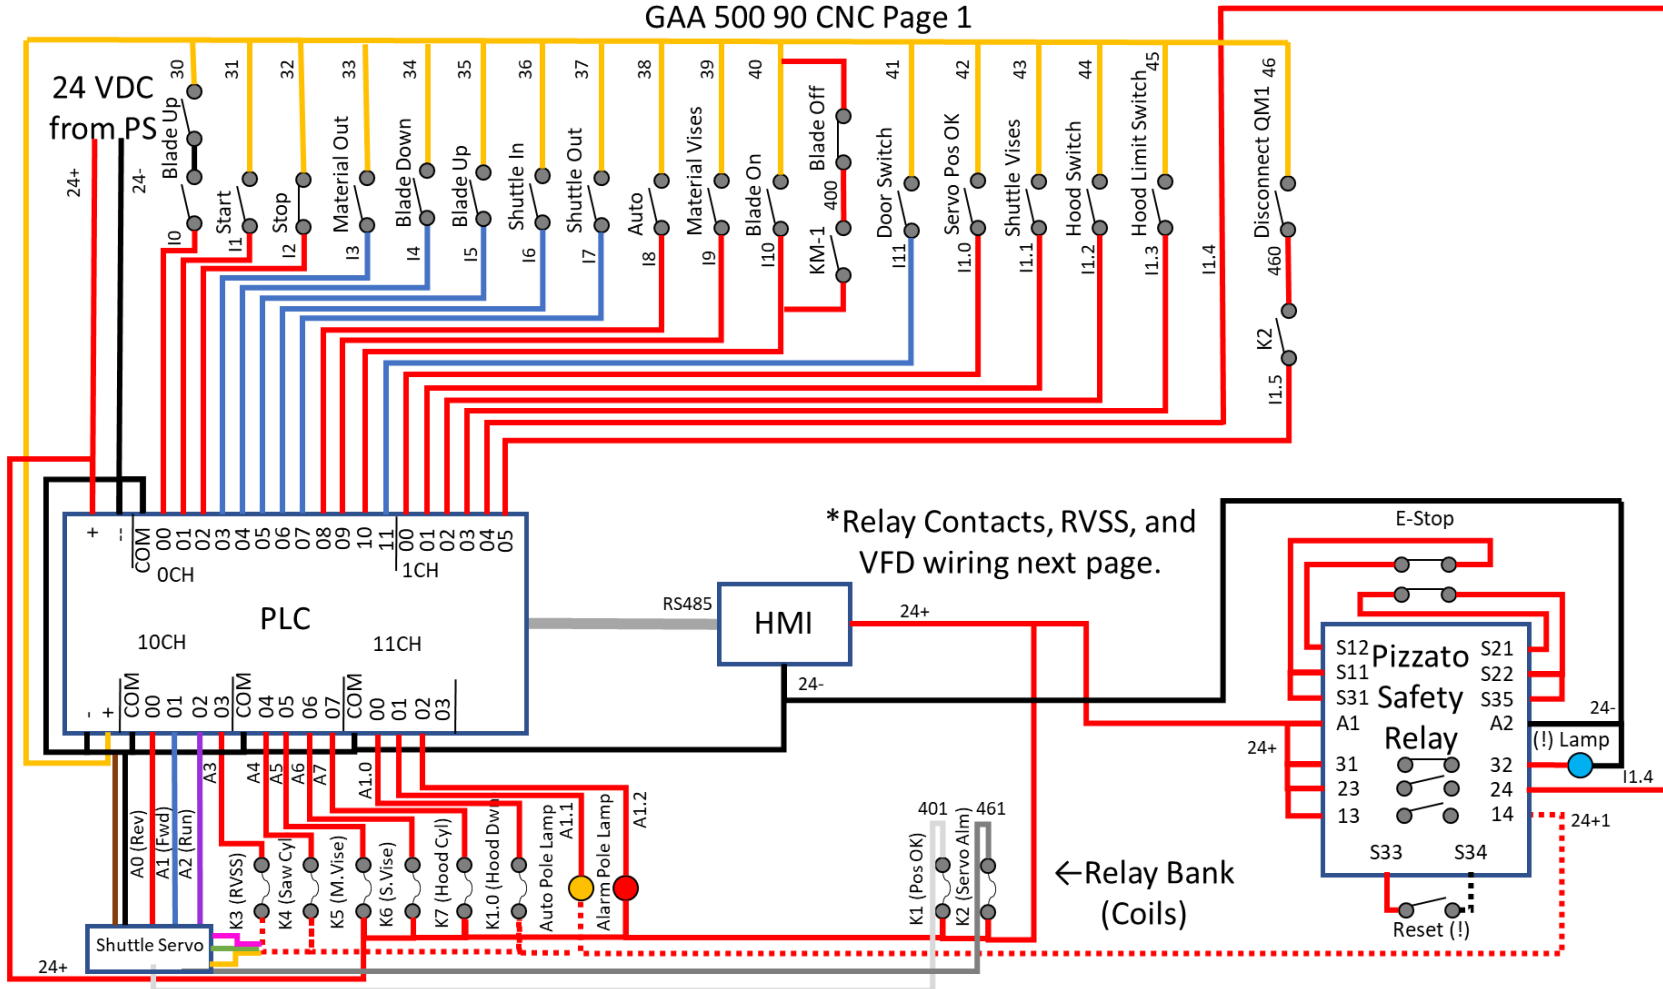 GAA 500 90 CNC Page 1
24 VDC
from PS
24+
24-
30
31
32
33
34
35
36
37
38
39
40
41
42
43
44
45
46
Blade Up
Start
Stop
Material Out
Blade Down
Blade Up
Shuttle In
Shuttle Out
Auto
Material Vises
Blade On
Blade Off
400
KM-1
Door Switch
Servo Pos OK
Shuttle Vises
Hood Switch
Hood Limit Switch
Disconnect QM1
460
K2
I0
I1
I2
I3
I4
I5
I6
I7
I8
I9
I10
I11
I1.0
I1.1
I1.2
I1.3
I1.4
I1.5
+
--
COM
00
01
02
03
04
05
06
07
08
09
10
11
00
01
02
03
04
05
0CH
1CH
PLC
10CH
11CH
-
+
COM
00
01
02
03
COM
04
05
06
07
COM
00
01
02
03
RS485
HMI
24+
24-
*Relay Contacts, RVSS, and
VFD wiring next page.
E-Stop
S12
S11
S31
A1
31
23
13
Pizzato
Safety
Relay
S21
S22
S35
A2
32
24
14
S33
S34
24+
24-
(!) Lamp
I1.4
24+1
Reset (!)
A0 (Rev)
A1 (Fwd)
A2 (Run)
A3
A4
A5
A6
A7
A1.0
A1.1
A1.2
K3 (RVSS)
K4 (Saw Cyl
K5 (M.Vise)
K6 (S.Vise)
K7 (Hood Cyl)
K1.0 (Hood Dwn
Auto Pole Lamp
Alarm Pole Lamp
401
461
K1 (Pos OK)
K2 (Servo Alm)
←Relay Bank
(Coils)
Shuttle Servo
24+